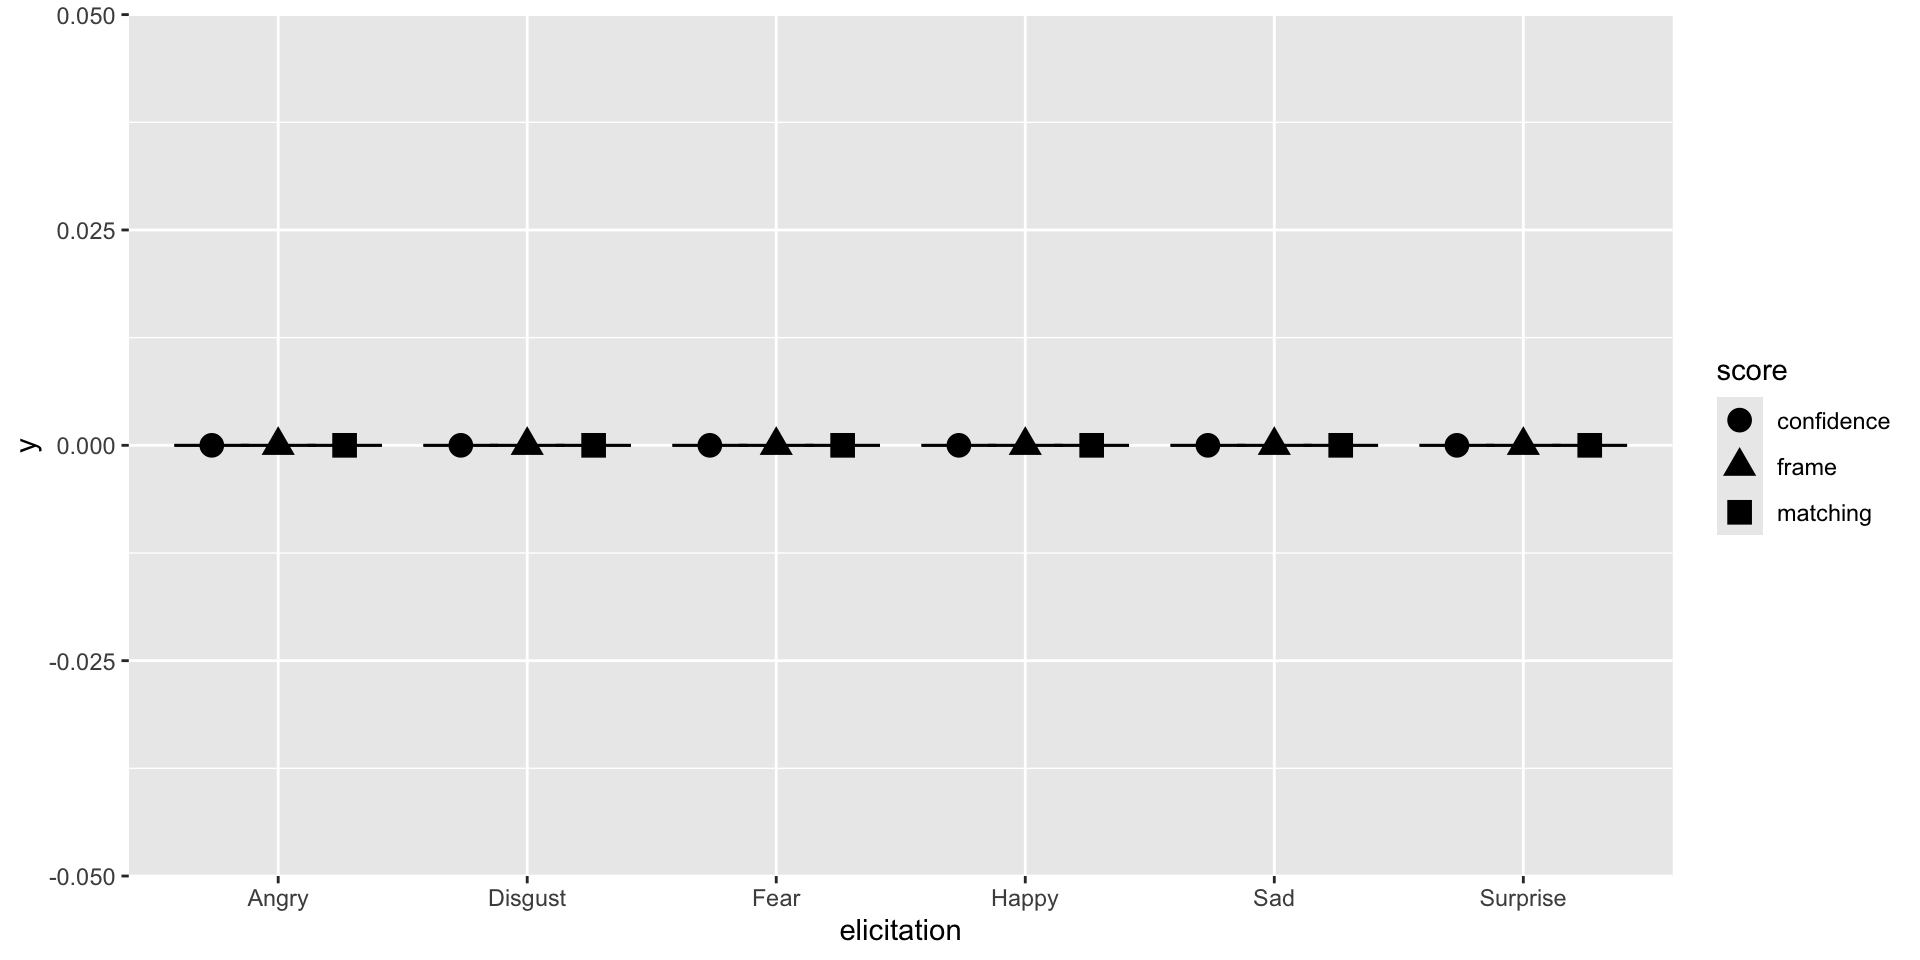 0.050
0.025
0.000
-0.025
-0.050
y
Angry Disgust Fear Happy Sad Surprise
elicitation
score
confidence
frame
matching